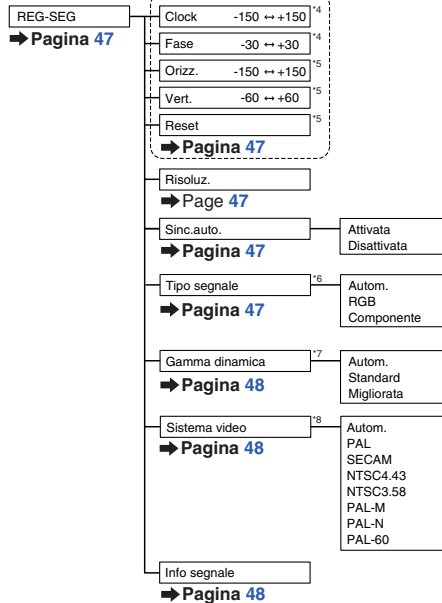 REG-SEG
➡ Pagina 47
Clock -150 ↔ +150 *4
Fase -30 ↔ +30 *4
Orizz. -150 ↔ +150 *5
Vert. -60 ↔ +60 *5
Reset *5
➡ Pagina 47
Risoluz.
➡ Page 47
Sinc.auto.
➡ Pagina 47
Attivata
Disattivata
Tipo segnale *6
➡ Pagina 47
Autom.
RGB
Componente
Gamma dinamica *7
➡ Pagina 48
Autom.
Standard
Migliorata
Sistema video *8
➡ Pagina 48
Autom.
PAL
SECAM
NTSC4.43
NTSC3.58
PAL-M
PAL-N
PAL-60
Info segnale
➡ Pagina 48